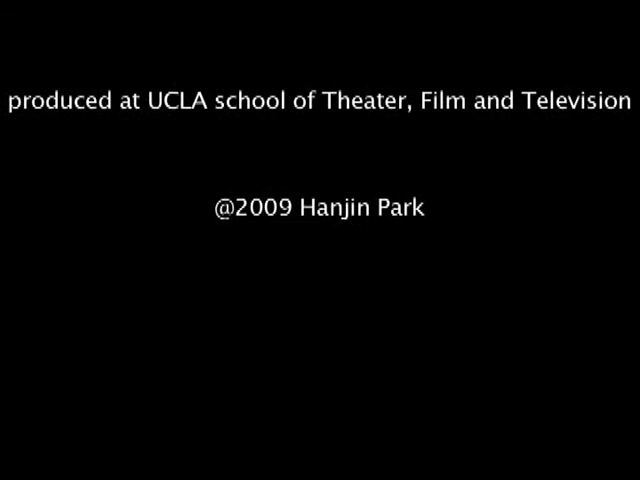 produced at UCLA school of Theater, Film and Television
@2009 Hanjin Park